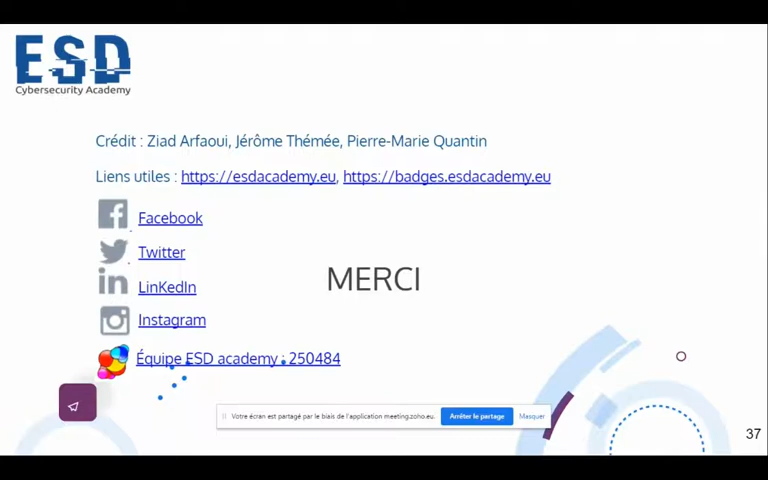 ESD
Cybersecurity Academy
Crédit : Ziad Arfaoui, Jérôme Thémée, Pierre-Marie Quantin
Liens utiles : https://esdacademy.eu, https://badges.esdacademy.eu
Facebook
Twitter
MERCI
LinKedIn
Instagram
Équipe ESD academy : 250484
Votre écran est partagé par le biais de l'application meeting.zoho.eu.
Arrêter le partage
Masquer
37